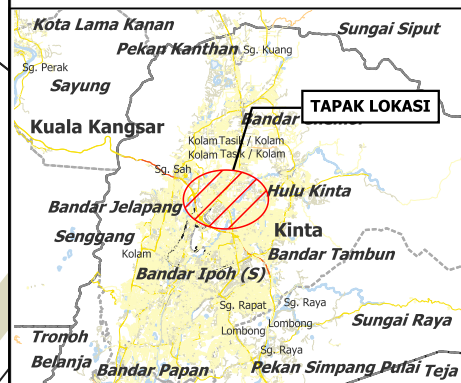 Kota Lama Kanan
Sungai Siput
Pekan Kanthan
Sg. Kuang
Sg. Perak
Sayung
TAPAK LOKASI
Bandar
Kuala Kangsar
Kolam Tasik / Kolam
Kolam Tasik / Kolam
Sg. Sah
Hulu Kinta
Bandar Jelapang
Senggang
Kinta
Kolam
Bandar Tambun
Bandar Ipoh (S)
Sg. Rapat
Sg. Raya
Lombong
Sungai Raya
Lombong
Tronoh
Sg. Raya
Belanja
Bandar Papan
Pekan Simpang Pulai
Teja